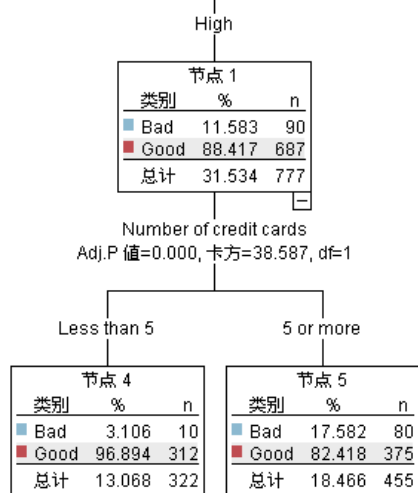 High
节点 1
类别 % n
Bad 11.583 90
Good 88.417 687
总计 31.534 777
Number of credit cards
Adj.P 値=0.000, 卡方=38.587, df=1
Less than 5
5 or more
节点 4
类别 % n
Bad 3.106 10
Good 96.894 312
总计 13.068 322
节点 5
类别 % n
Bad 17.582 80
Good 82.418 375
总计 18.466 455